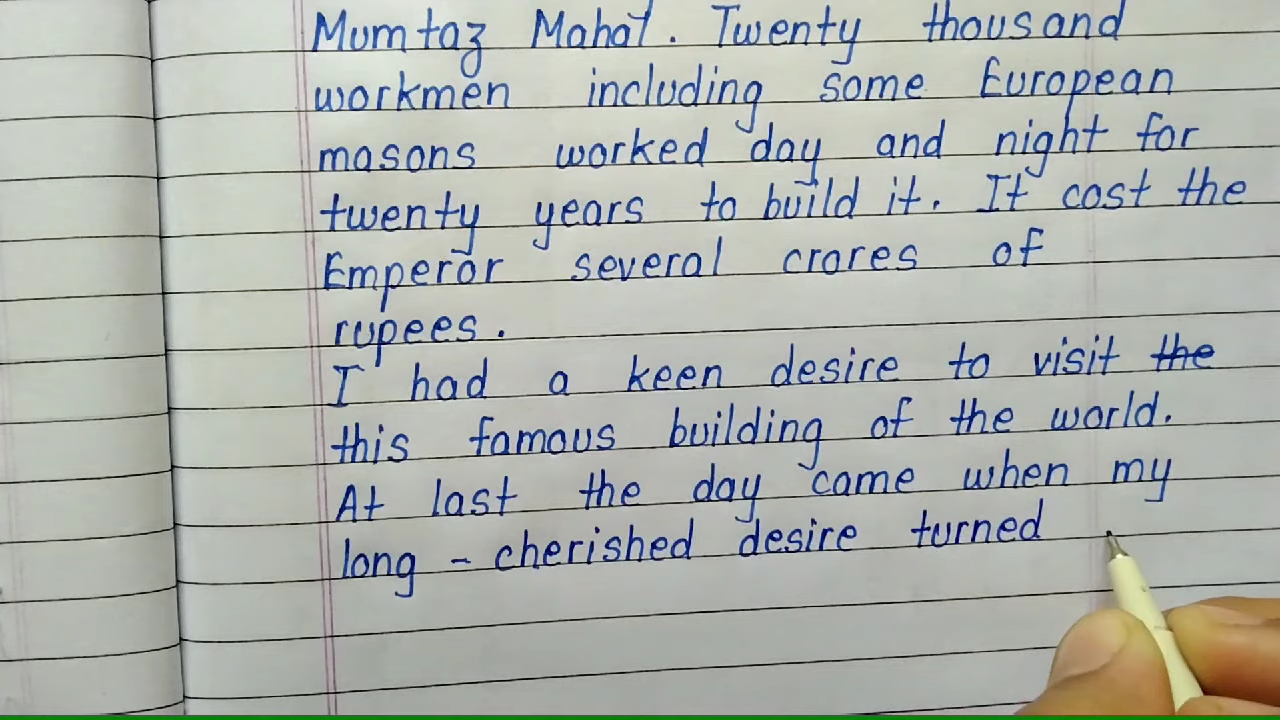 Mumtaz Mahal. Twenty thousand
workmen including some European
masons worked day and night for
twenty years to build it. It cost the
Emperor several crores of
rupees.
I had a keen desire to visit the
this famous building of the world.
At last the day came when my
long - cherished desire turned